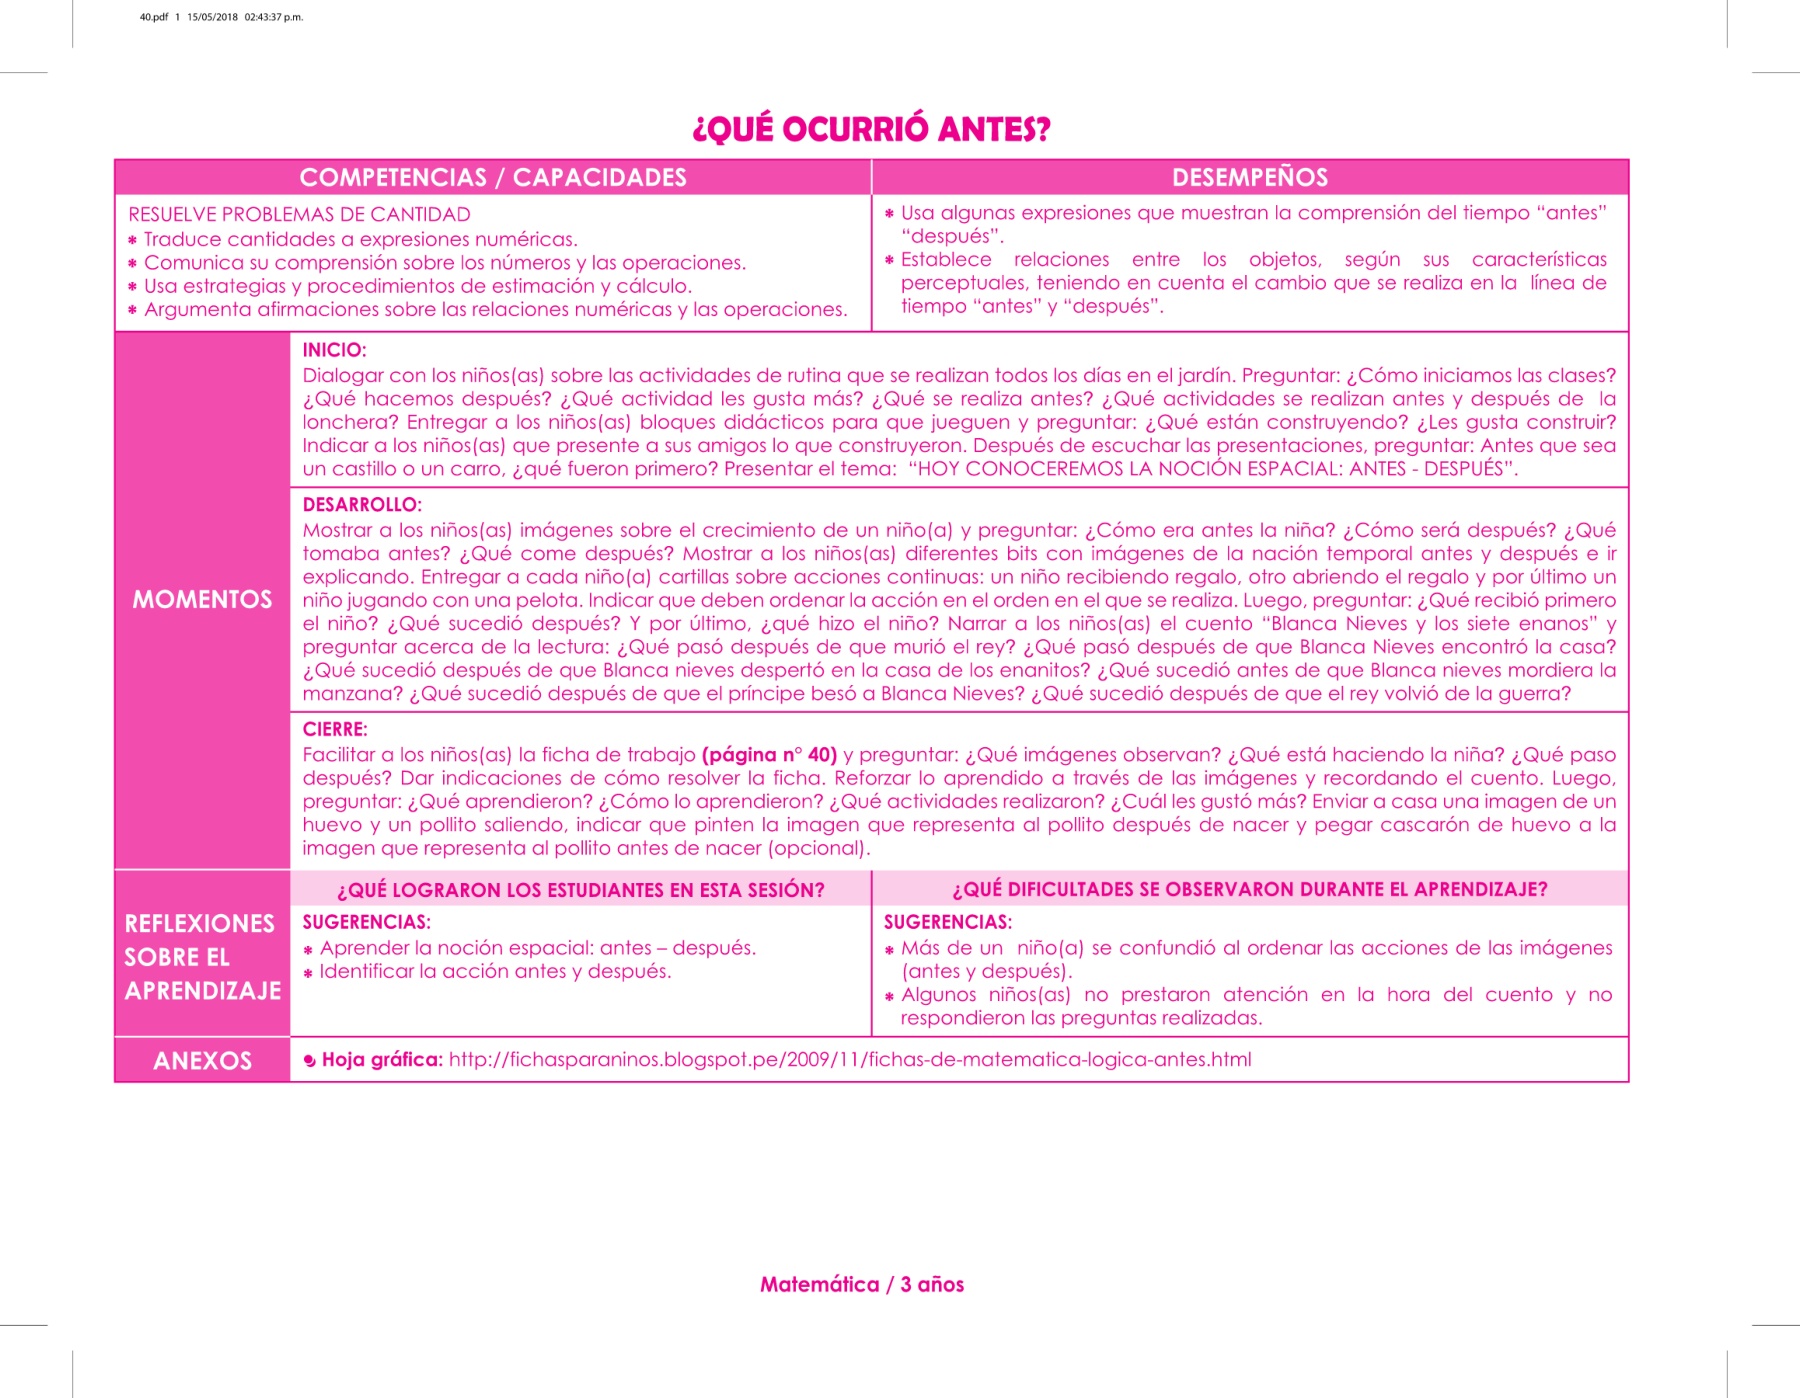 40.pdf 1 15/05/2018 02:43:37 p.m.
¿QUÉ OCURRIÓ ANTES?
COMPETENCIAS / CAPACIDADES
DESEMPEÑOS
RESUELVE PROBLEMAS DE CANTIDAD
* Traduce cantidades a expresiones numéricas.
* Comunica su comprensión sobre los números y las operaciones.
* Usa estrategias y procedimientos de estimación y cálculo.
* Argumenta afirmaciones sobre las relaciones numéricas y las operaciones.
* Usa algunas expresiones que muestran la comprensión del tiempo “antes”
“después”.
* Establece relaciones entre los objetos, según sus características
perceptuales, teniendo en cuenta el cambio que se realiza en la línea de
tiempo “antes” y “después”.
MOMENTOS
INICIO:
Dialogar con los niños(as) sobre las actividades de rutina que se realizan todos los días en el jardín. Preguntar: ¿Cómo iniciamos las clases?
¿Qué hacemos después? ¿Qué actividad les gusta más? ¿Qué se realiza antes? ¿Qué actividades se realizan antes y después de la
lonchera? Entregar a los niños(as) bloques didácticos para que jueguen y preguntar: ¿Qué están construyendo? ¿Les gusta construir?
Indicar a los niños(as) que presente a sus amigos lo que construyeron. Después de escuchar las presentaciones, preguntar: Antes que sea
un castillo o un carro, ¿qué fueron primero? Presentar el tema: “HOY CONOCEREMOS LA NOCIÓN ESPACIAL: ANTES - DESPUÉS”.
DESARROLLO:
Mostrar a los niños(as) imágenes sobre el crecimiento de un niño(a) y preguntar: ¿Cómo era antes la niña? ¿Cómo será después? ¿Qué
tomaba antes? ¿Qué come después? Mostrar a los niños(as) diferentes bits con imágenes de la nación temporal antes y después e ir
explicando. Entregar a cada niño(a) cartillas sobre acciones continuas: un niño recibiendo regalo, otro abriendo el regalo y por último un
niño jugando con una pelota. Indicar que deben ordenar la acción en el orden en el que se realiza. Luego, preguntar: ¿Qué recibió primero
el niño? ¿Qué sucedió después? Y por último, ¿qué hizo el niño? Narrar a los niños(as) el cuento “Blanca Nieves y los siete enanos” y
preguntar acerca de la lectura: ¿Qué pasó después de que murió el rey? ¿Qué pasó después de que Blanca Nieves encontró la casa?
¿Qué sucedió después de que Blanca nieves despertó en la casa de los enanitos? ¿Qué sucedió antes de que Blanca nieves mordiera la
manzana? ¿Qué sucedió después de que el príncipe besó a Blanca Nieves? ¿Qué sucedió después de que el rey volvió de la guerra?
CIERRE:
Facilitar a los niños(as) la ficha de trabajo (página n° 40) y preguntar: ¿Qué imágenes observan? ¿Qué está haciendo la niña? ¿Qué paso
después? Dar indicaciones de cómo resolver la ficha. Reforzar lo aprendido a través de las imágenes y recordando el cuento. Luego,
preguntar: ¿Qué aprendieron? ¿Cómo lo aprendieron? ¿Qué actividades realizaron? ¿Cuál les gustó más? Enviar a casa una imagen de un
huevo y un pollito saliendo, indicar que pinten la imagen que representa al pollito después de nacer y pegar cascarón de huevo a la
imagen que representa al pollito antes de nacer (opcional).
REFLEXIONES
SOBRE EL
APRENDIZAJE
¿QUÉ LOGRARON LOS ESTUDIANTES EN ESTA SESIÓN?
SUGERENCIAS:
* Aprender la noción espacial: antes – después.
* Identificar la acción antes y después.
¿QUÉ DIFICULTADES SE OBSERVARON DURANTE EL APRENDIZAJE?
SUGERENCIAS:
* Más de un niño(a) se confundió al ordenar las acciones de las imágenes
(antes y después).
* Algunos niños(as) no prestaron atención en la hora del cuento y no
respondieron las preguntas realizadas.
ANEXOS
Hoja gráfica: http://fichasparaninos.blogspot.pe/2009/11/fichas-de-matematica-logica-antes.html
Matemática / 3 años